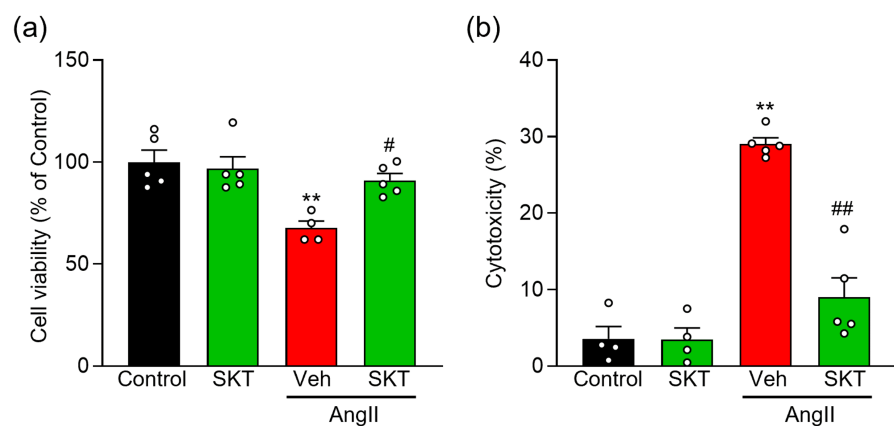 (a)
Cell viability (% of Control)
150
100
50
0
**
#
Control SKT Veh SKT
AngII
(b)
Cytotoxicity (%)
40
30
20
10
0
**
##
Control SKT Veh SKT
AngII